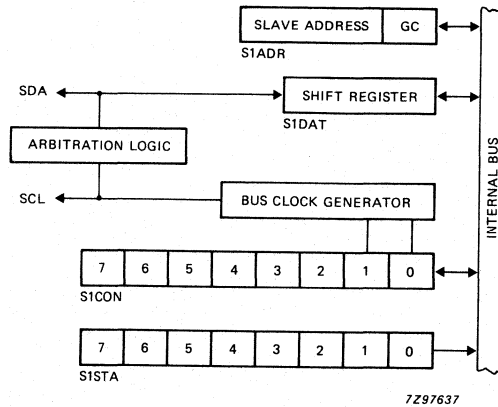 SLAVE ADDRESS GC
S1ADR
SDA
SHIFT REGISTER
S1DAT
ARBITRATION LOGIC
SCL
BUS CLOCK GENERATOR
INTERNAL BUS
7 6 5 4 3 2 1 0
S1CON
7 6 5 4 3 2 1 0
S1STA
7Z97637